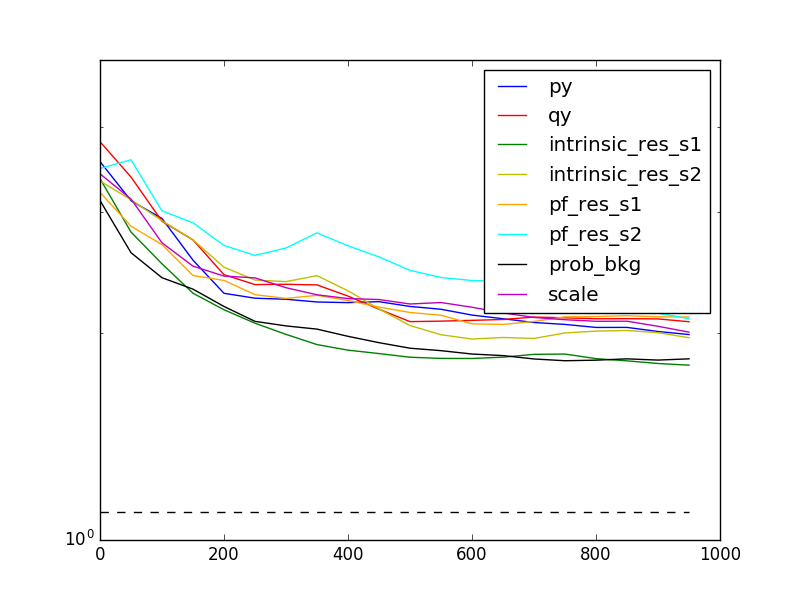 py
qy
intrinsic_res_s1
intrinsic_res_s2
pf_res_s1
pf_res_s2
prob_bkg
scale
10⁰
0 200 400 600 800 1000